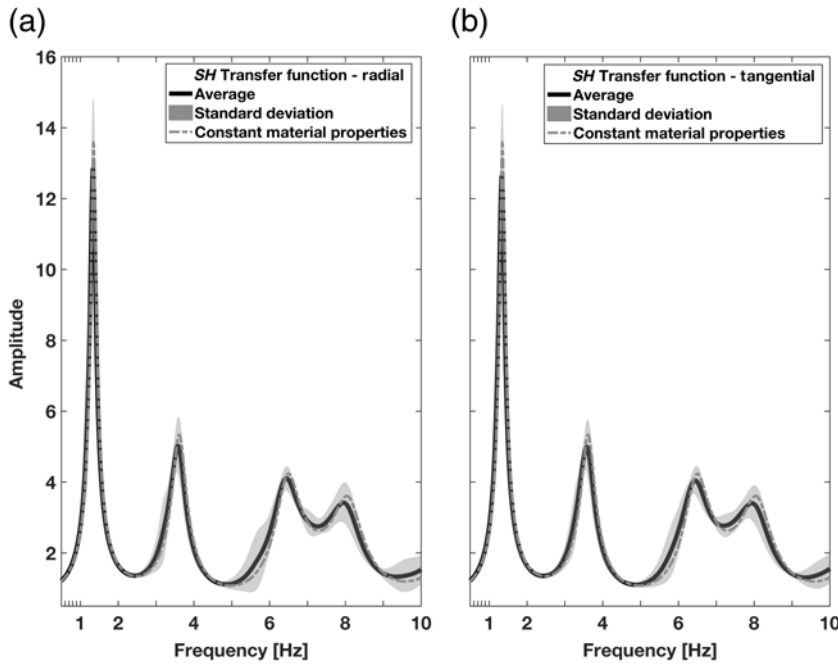 (a)
16
14
12
10
8
6
4
2
Amplitude
SH Transfer function - radial
Average
Standard deviation
Constant material properties
1 2 4 6 8 10
Frequency [Hz]
(b)
SH Transfer function - tangential
Average
Standard deviation
Constant material properties
1 2 4 6 8 10
Frequency [Hz]